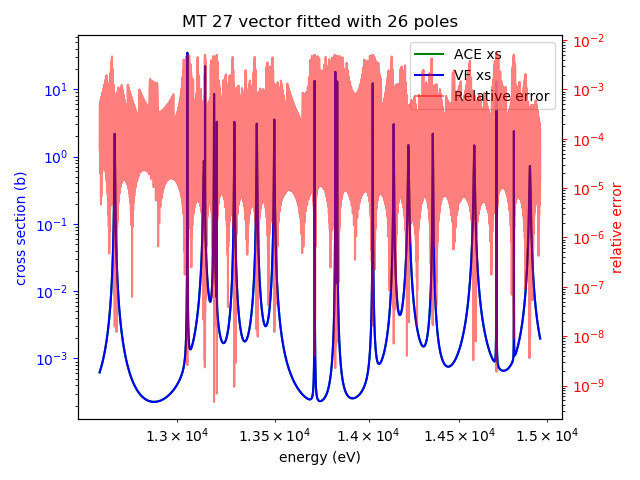 MT 27 vector fitted with 26 poles
ACE xs
VF xs
Relative error
cross section (b)
10¹
10⁰
10⁻¹
10⁻²
10⁻³
relative error
10⁻²
10⁻³
10⁻⁴
10⁻⁵
10⁻⁶
10⁻⁷
10⁻⁸
10⁻⁹
1.3 × 10⁴ 1.35 × 10⁴ 1.4 × 10⁴ 1.45 × 10⁴ 1.5 × 10⁴
energy (eV)